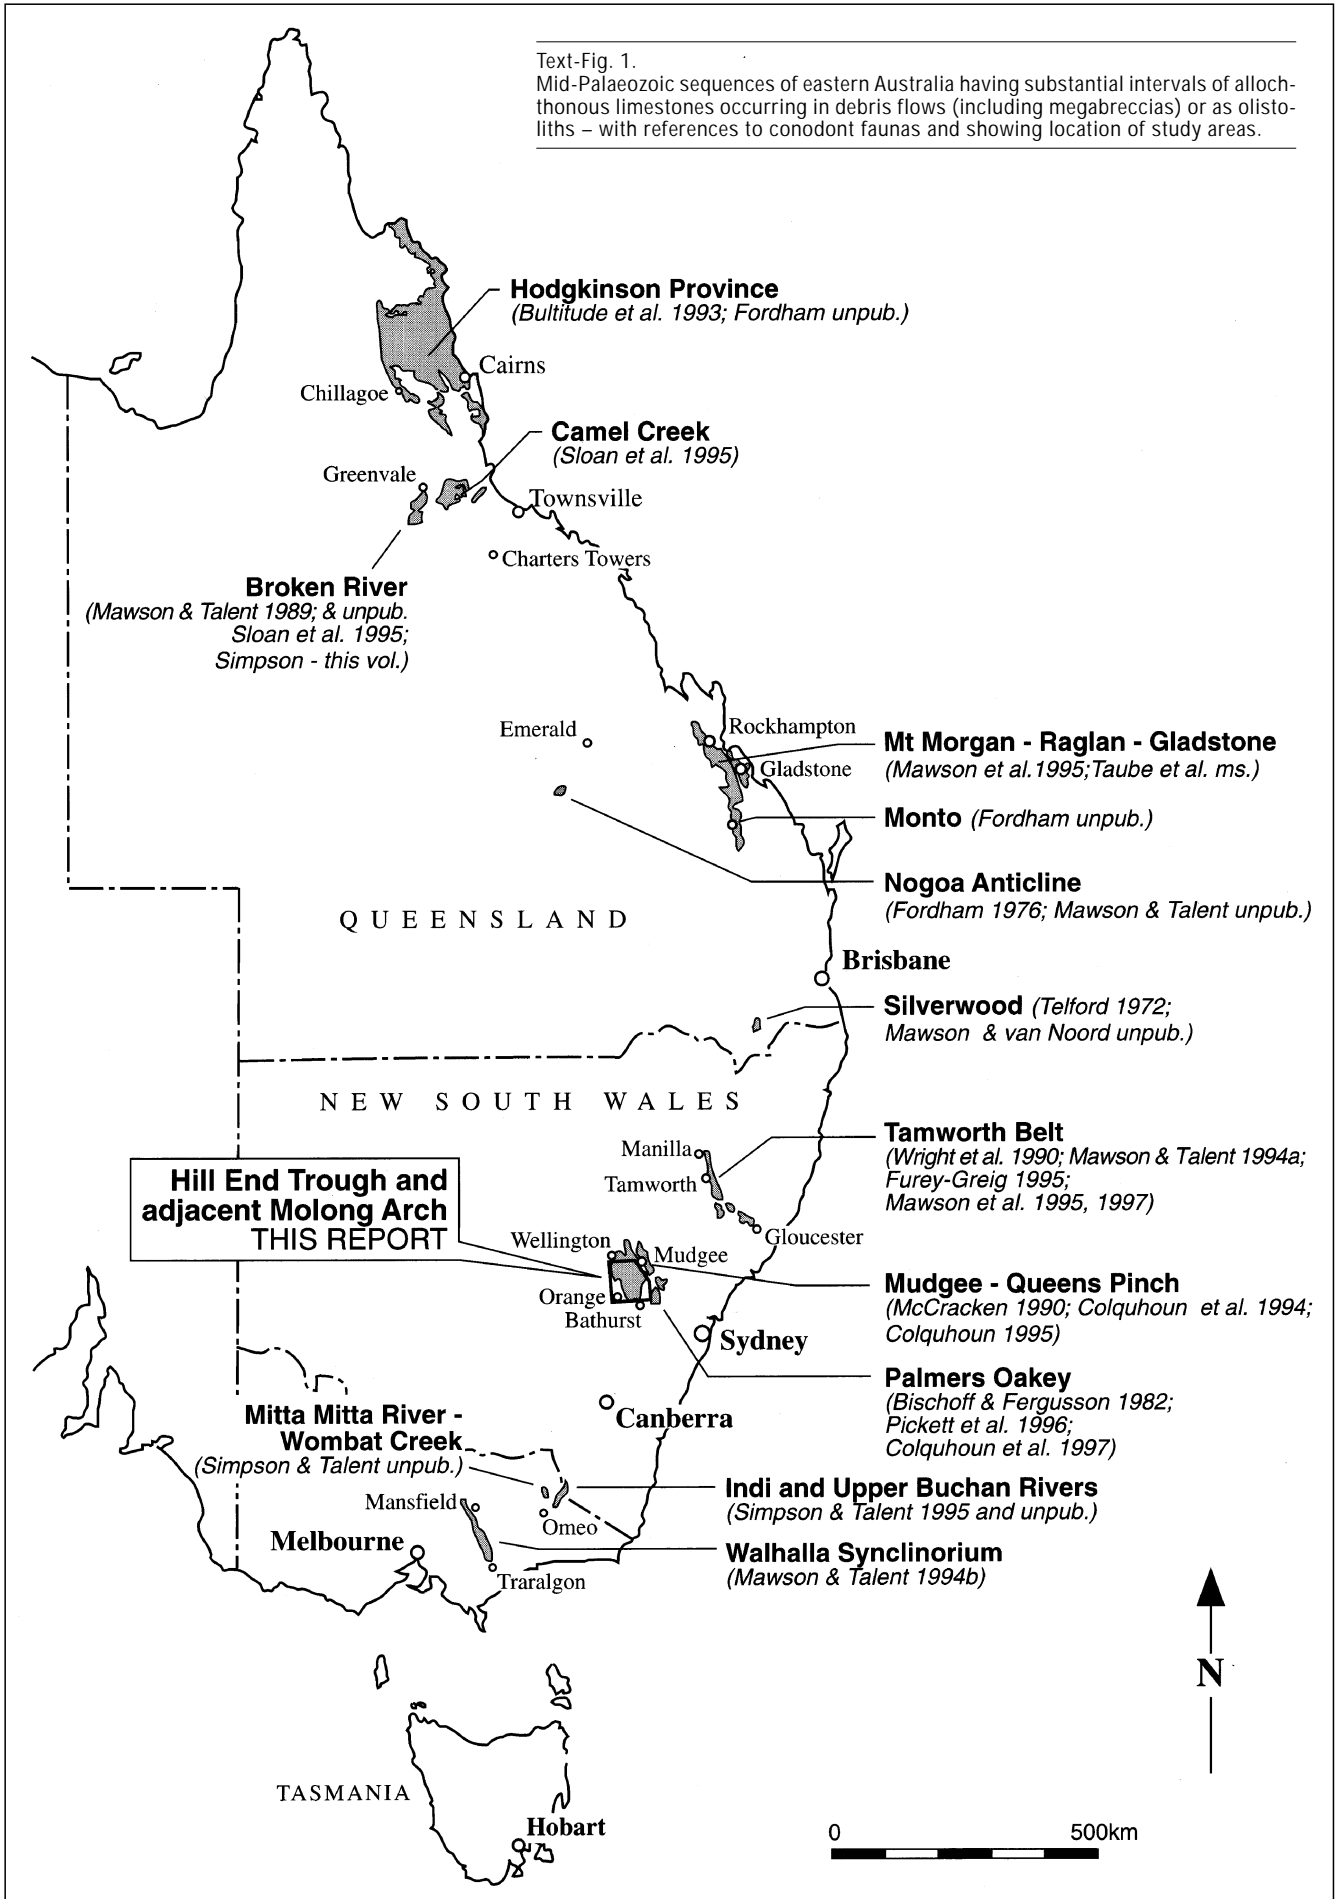 Text-Fig. 1.
Mid-Palaeozoic sequences of eastern Australia having substantial intervals of alloch-
thonous limestones occurring in debris flows (including megabreccias) or as olisto-
liths – with references to conodont faunas and showing location of study areas.
Hodgkinson Province
(Bultitude et al. 1993; Fordham unpub.)
Cairns
Chillagoe
Camel Creek
(Sloan et al. 1995)
Greenvale
Townsville
Charters Towers
Broken River
(Mawson & Talent 1989; & unpub.
Sloan et al. 1995;
Simpson - this vol.)
Emerald
Rockhampton
Mt Morgan - Raglan - Gladstone
(Mawson et al. 1995; Taube et al. ms.)
Gladstone
Monto (Fordham unpub.)
Nogoa Anticline
(Fordham 1976; Mawson & Talent unpub.)
QUEENSLAND
Brisbane
Silverwood (Telford 1972;
Mawson & van Noord unpub.)
NEW SOUTH WALES
Tamworth Belt
(Wright et al. 1990; Mawson & Talent 1994a;
Furey-Greig 1995;
Mawson et al. 1995, 1997)
Manilla
Tamworth
Gloucester
Hill End Trough and
adjacent Molong Arch
THIS REPORT
Wellington
Mudgee
Orange
Bathurst
Mudgee - Queens Pinch
(McCracken 1990; Colquhoun et al. 1994;
Colquhoun 1995)
Sydney
Palmers Oakey
(Bischoff & Fergusson 1982;
Pickett et al. 1996;
Colquhoun et al. 1997)
Canberra
Mitta Mitta River -
Wombat Creek
(Simpson & Talent unpub.)
Indi and Upper Buchan Rivers
(Simpson & Talent 1995 and unpub.)
Mansfield
Omeo
Melbourne
Walhalla Synclinorium
(Mawson & Talent 1994b)
Traralgon
N
TASMANIA
Hobart
0 500km